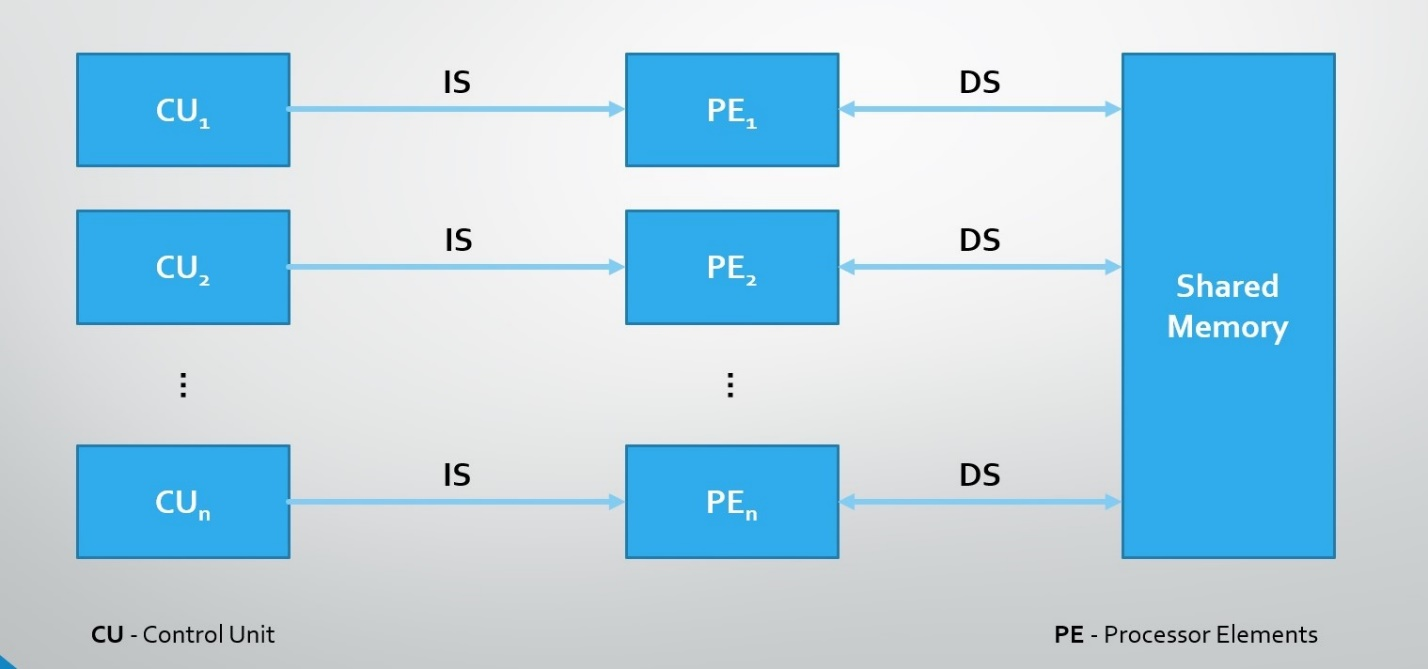 CU₁ IS PE₁ DS
CU₂ IS PE₂ DS
Shared
Memory
⋮ ⋮
CUₙ IS PEₙ DS
CU - Control Unit PE - Processor Elements